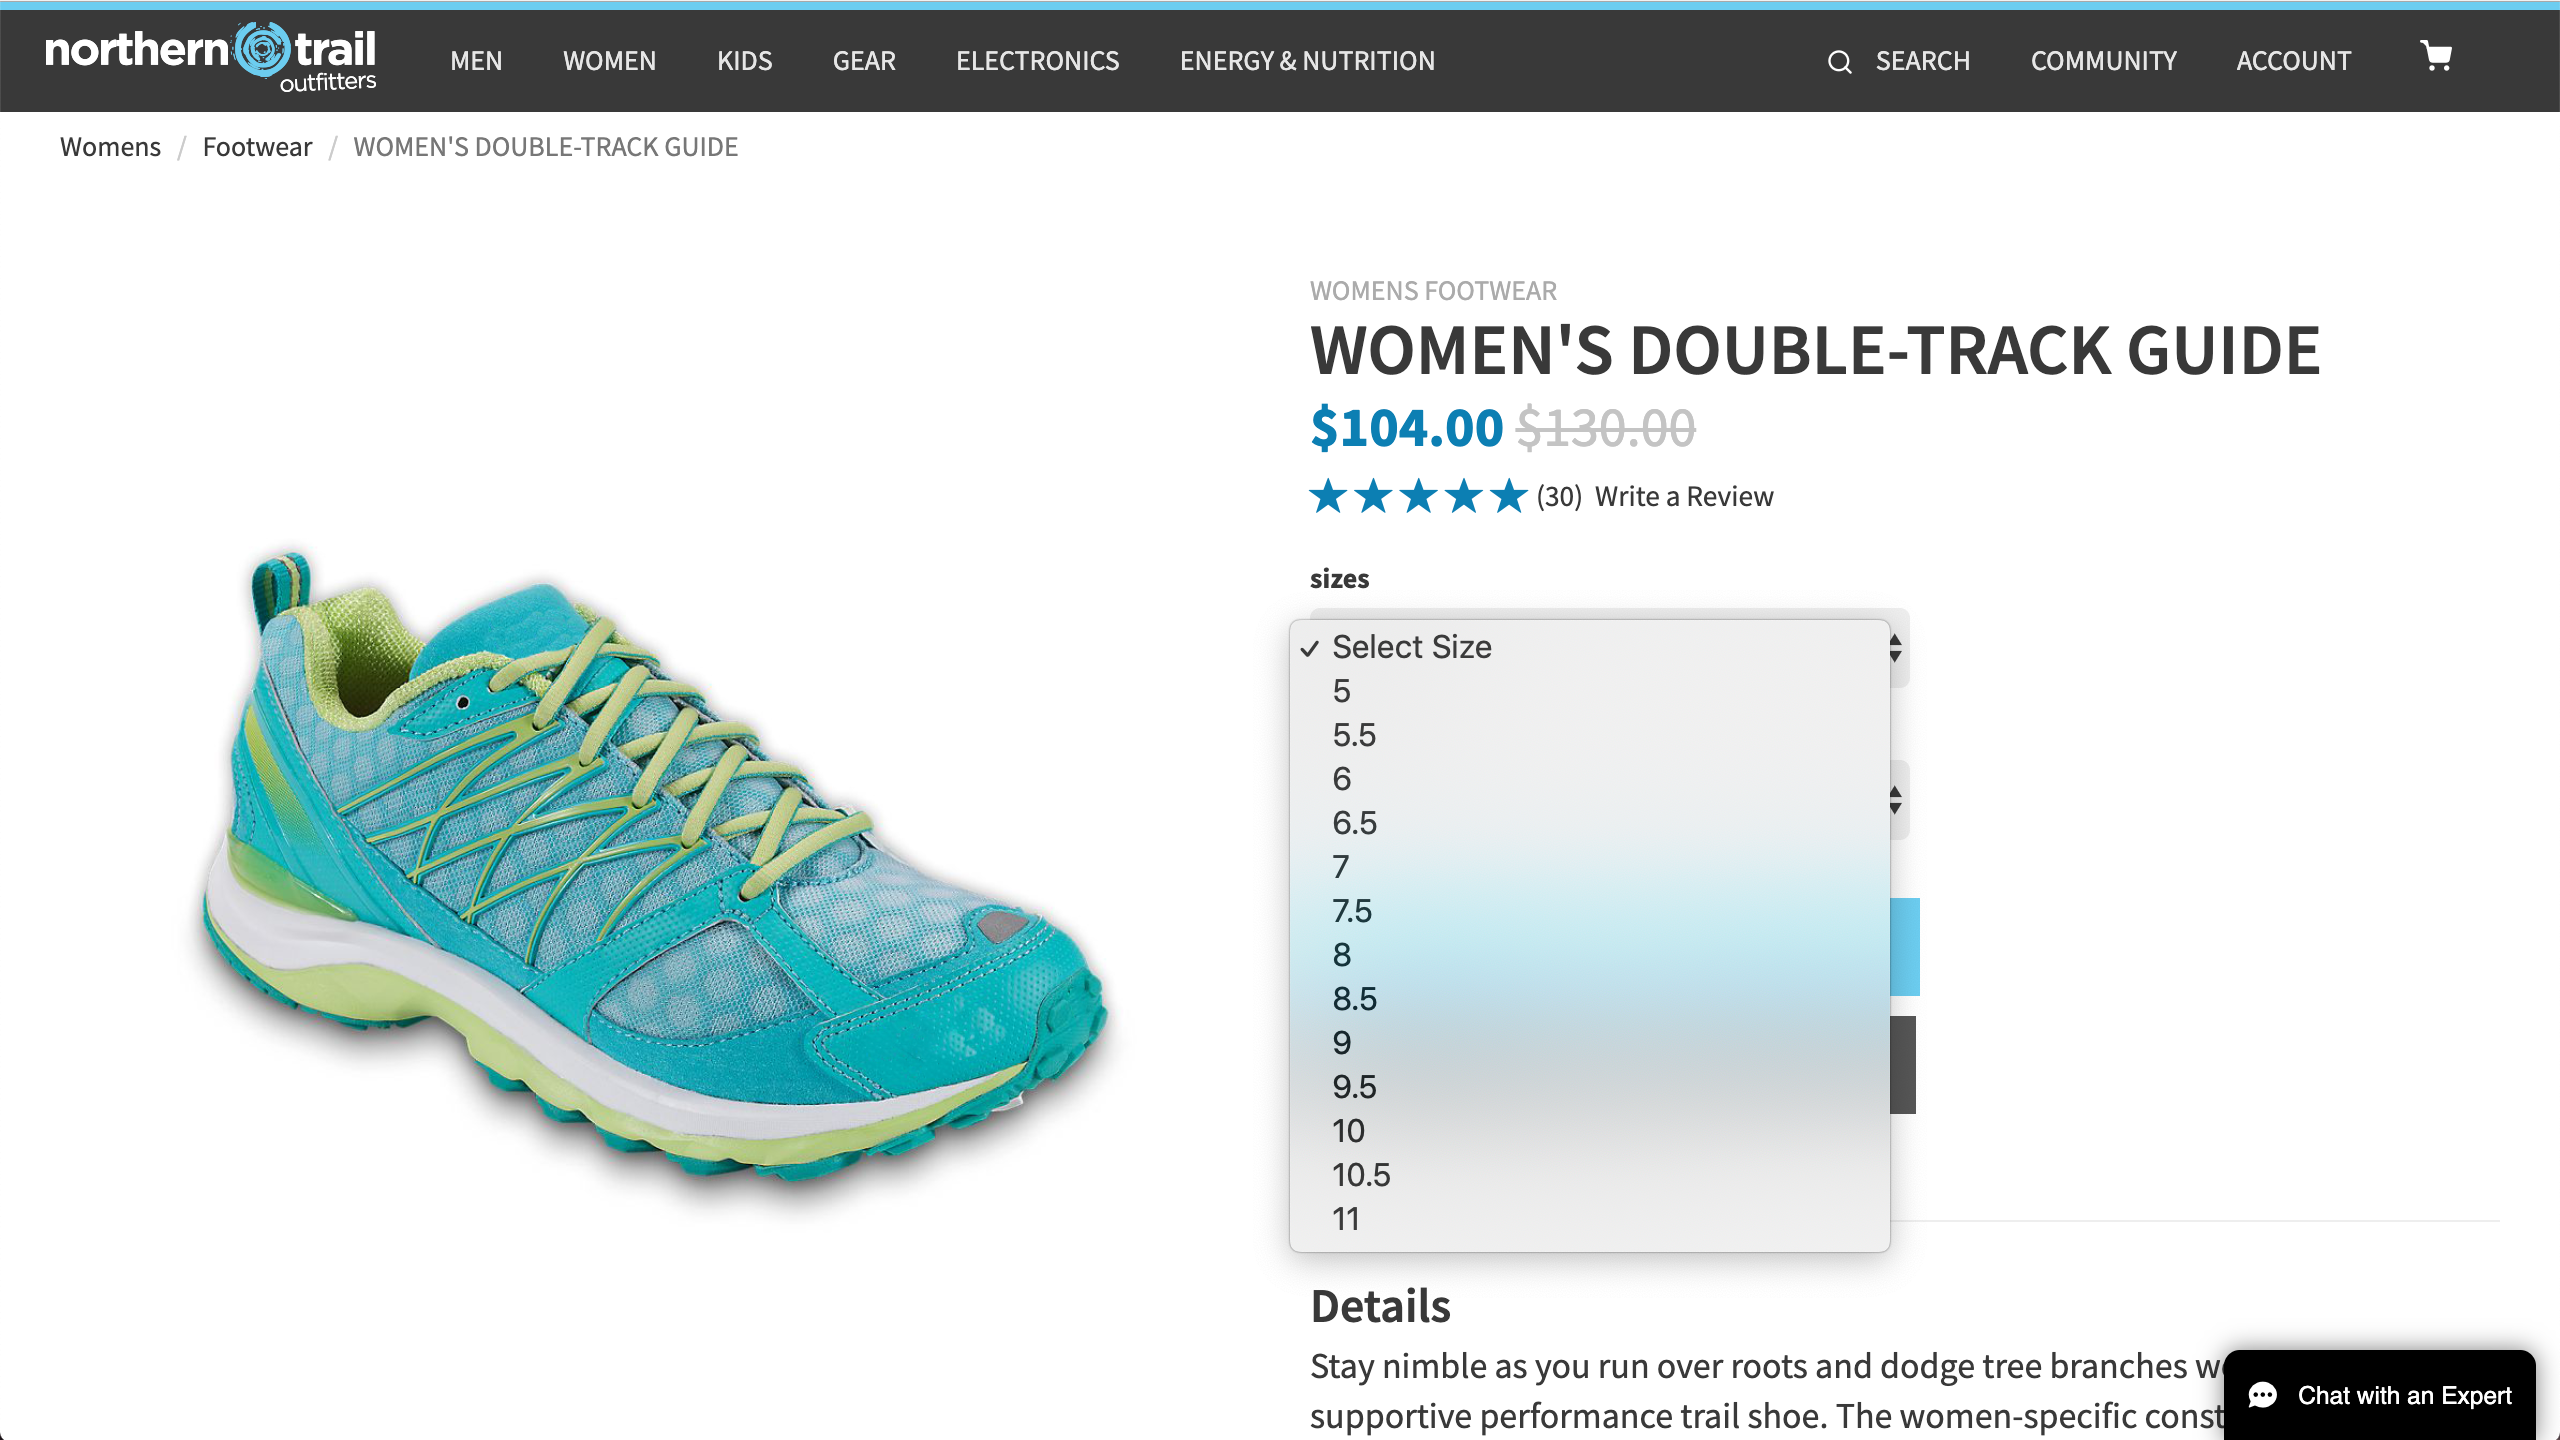 northern trail
outfitters
MEN WOMEN KIDS GEAR ELECTRONICS ENERGY & NUTRITION SEARCH COMMUNITY ACCOUNT
Womens / Footwear / WOMEN'S DOUBLE-TRACK GUIDE
WOMENS FOOTWEAR
WOMEN'S DOUBLE-TRACK GUIDE
$104.00 $130.00
(30) Write a Review
sizes
✓ Select Size
5
5.5
6
6.5
7
7.5
8
8.5
9
9.5
10
10.5
11
Details
Stay nimble as you run over roots and dodge tree branches
supportive performance trail shoe. The women-specific
Chat with an Expert